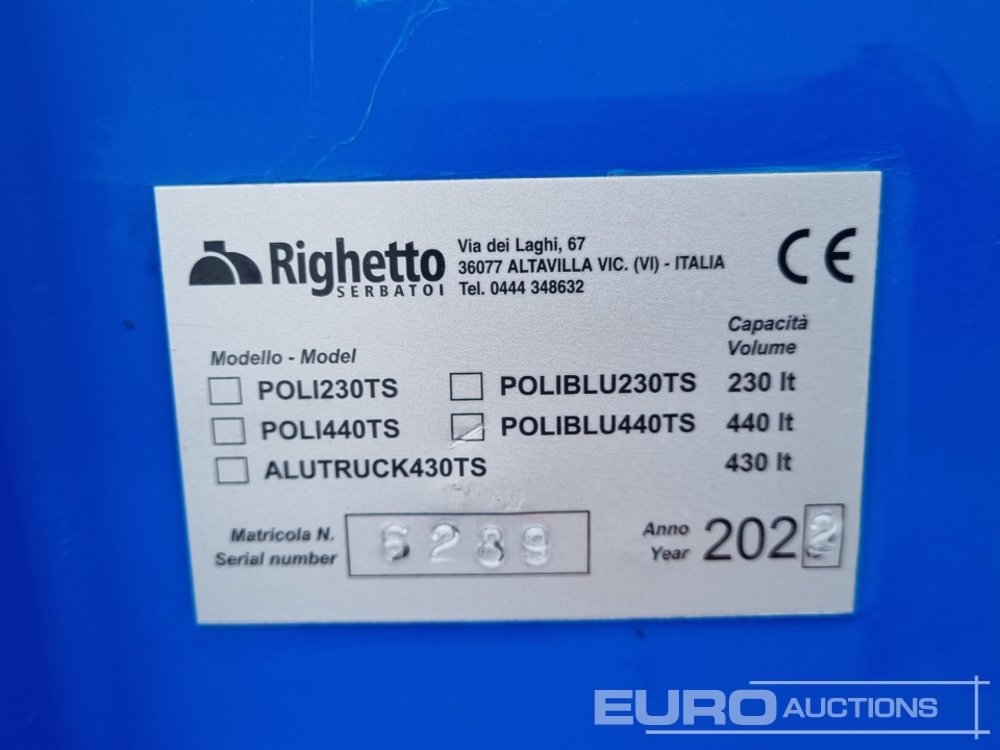 Righetto
SERBATOI
Via dei Laghi, 67
36077 ALTAVILLA VIC. (VI) - ITALIA
Tel. 0444 348632
CE
Capacità
Volume
Modello - Model
POLI230TS POLIBLU230TS 230 lt
POLI440TS POLIBLU440TS 440 lt
ALUTRUCK430TS 430 lt
Matricola N.
Serial number
6289
Anno
Year
2022
EURO AUCTIONS